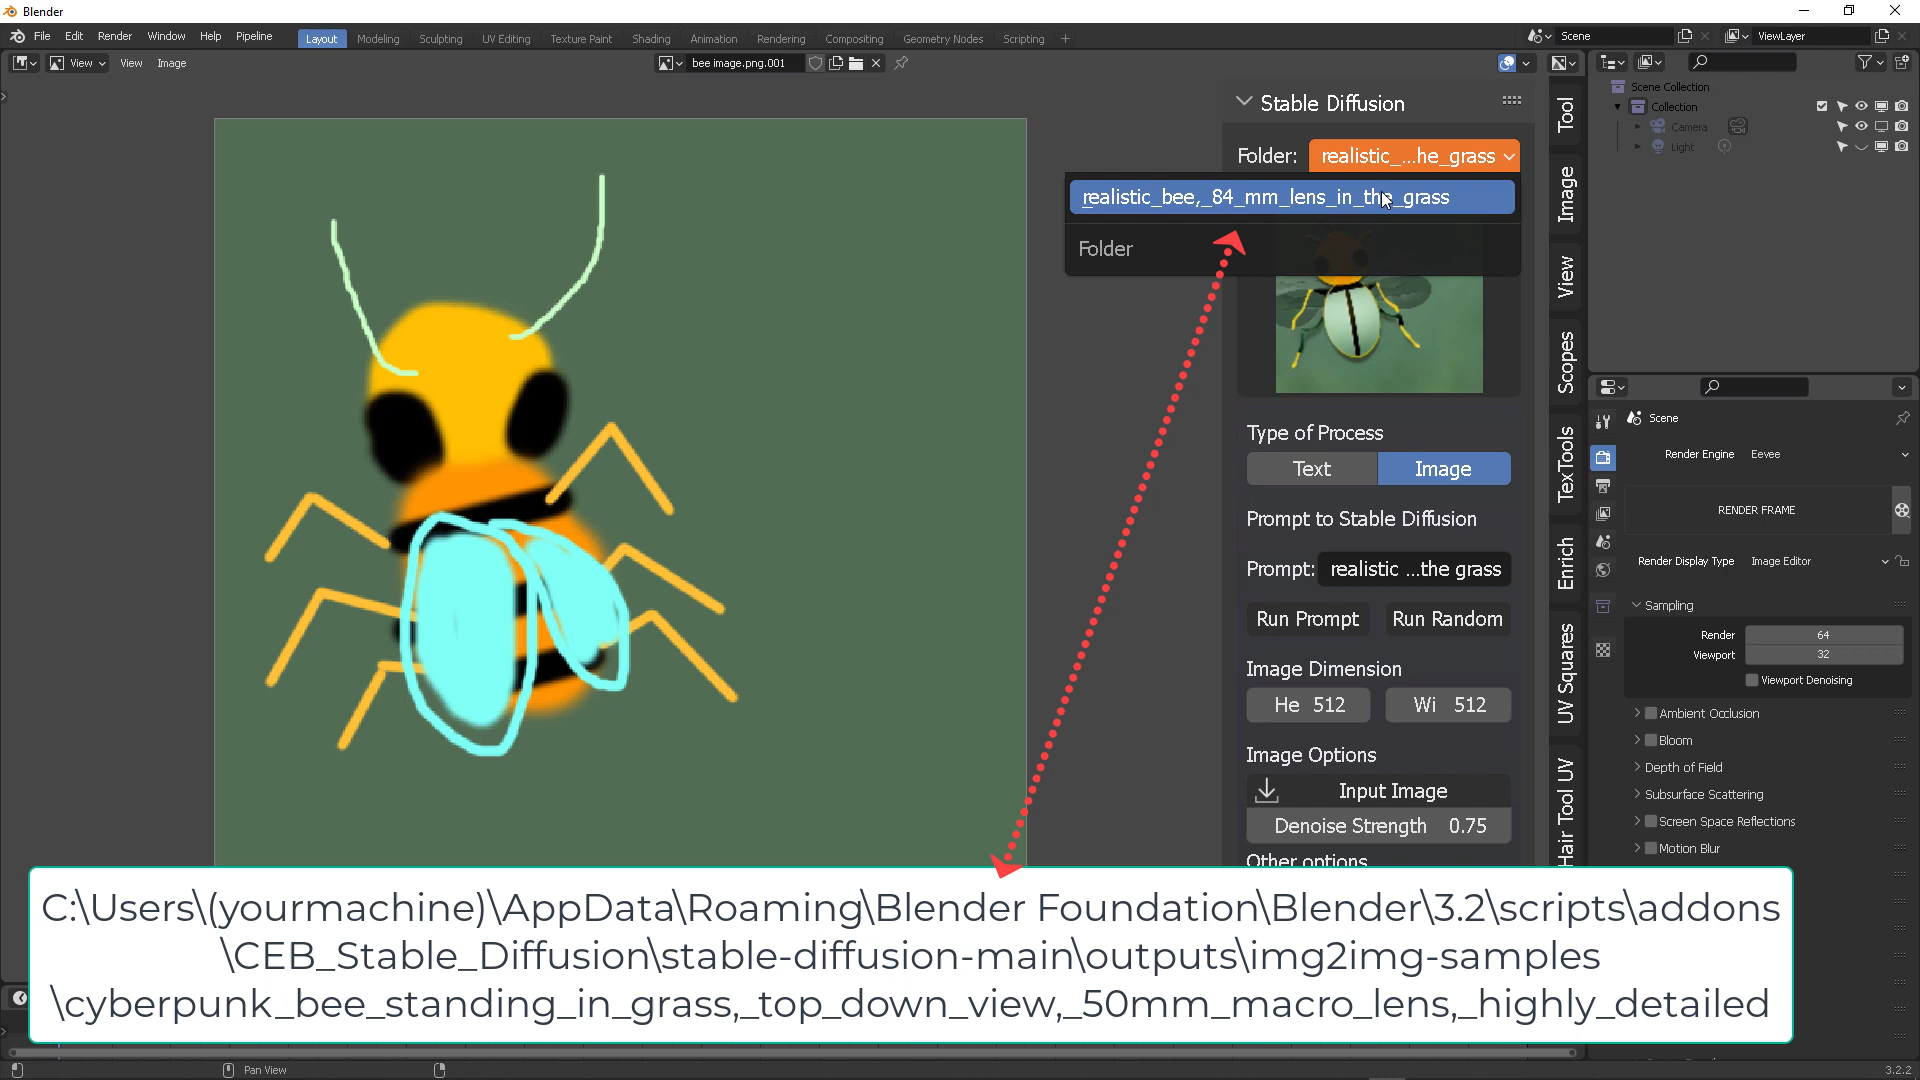 Blender
File Edit Render Window Help Pipeline Layout Modeling Sculpting UV Editing Texture Paint Shading Animation Rendering Compositing Geometry Nodes Scripting + Scene ViewLayer
View View Image bee image.png.001
Stable Diffusion
Folder: realistic_...he_grass
realistic_bee,_84_mm_lens_in_the_grass
Folder
Type of Process
Text Image
Prompt to Stable Diffusion
Prompt: realistic ...the grass
Run Prompt Run Random
Image Dimension
He 512 Wi 512
Image Options
Input Image
Denoise Strength 0.75
Other options
Tool
Image
View
Scopes
TexTools
Enrich
UV Squares
Hair Tool UV
Scene Collection
Collection
Camera
Light
Scene
Render Engine Eevee
RENDER FRAME
Render Display Type Image Editor
Sampling
Render 64
Viewport 32
Viewport Denoising
Ambient Occlusion
Bloom
Depth of Field
Subsurface Scattering
Screen Space Reflections
Motion Blur
C:\Users\(yourmachine)\AppData\Roaming\Blender Foundation\Blender\3.2\scripts\addons
\CEB_Stable_Diffusion\stable-diffusion-main\outputs\img2img-samples
\cyberpunk_bee_standing_in_grass,_top_down_view,_50mm_macro_lens,_highly_detailed
Pan View
3.2.2